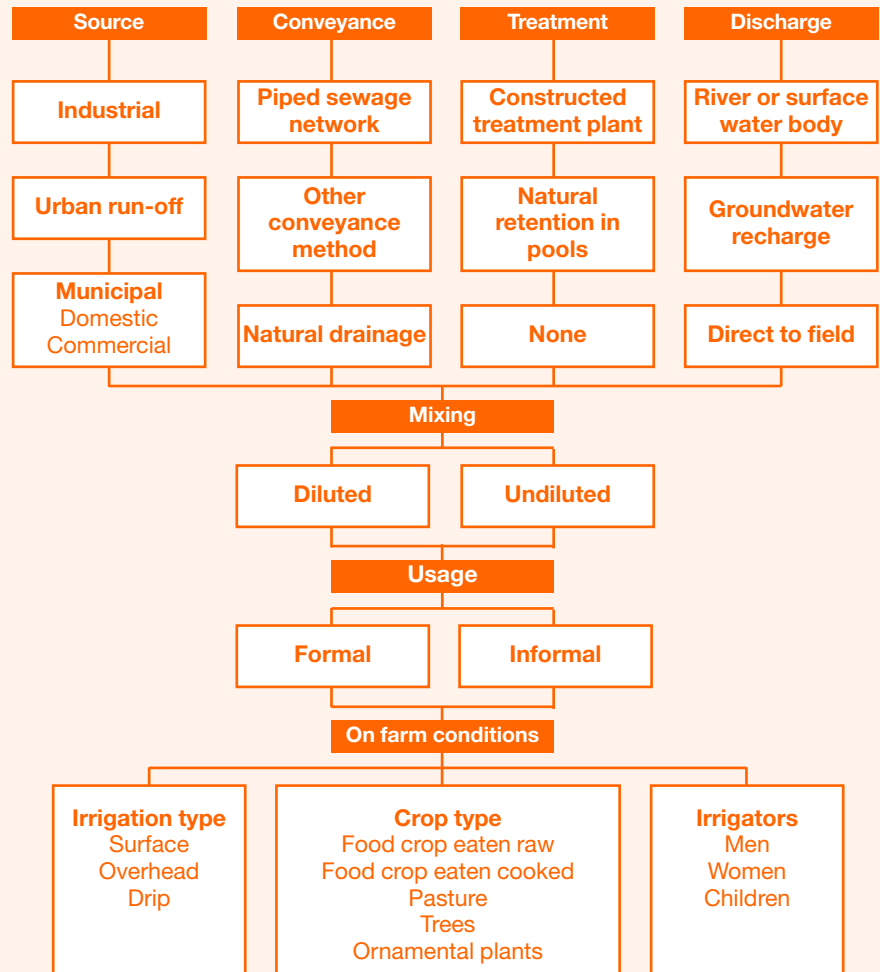 Source
Conveyance
Treatment
Discharge
Industrial
Piped sewage
network
Constructed
treatment plant
River or surface
water body
Urban run-off
Other
conveyance
method
Natural
retention in
pools
Groundwater
recharge
Municipal
Domestic
Commercial
Natural drainage
None
Direct to field
Mixing
Diluted
Undiluted
Usage
Formal
Informal
On farm conditions
Irrigation type
Surface
Overhead
Drip
Crop type
Food crop eaten raw
Food crop eaten cooked
Pasture
Trees
Ornamental plants
Irrigators
Men
Women
Children